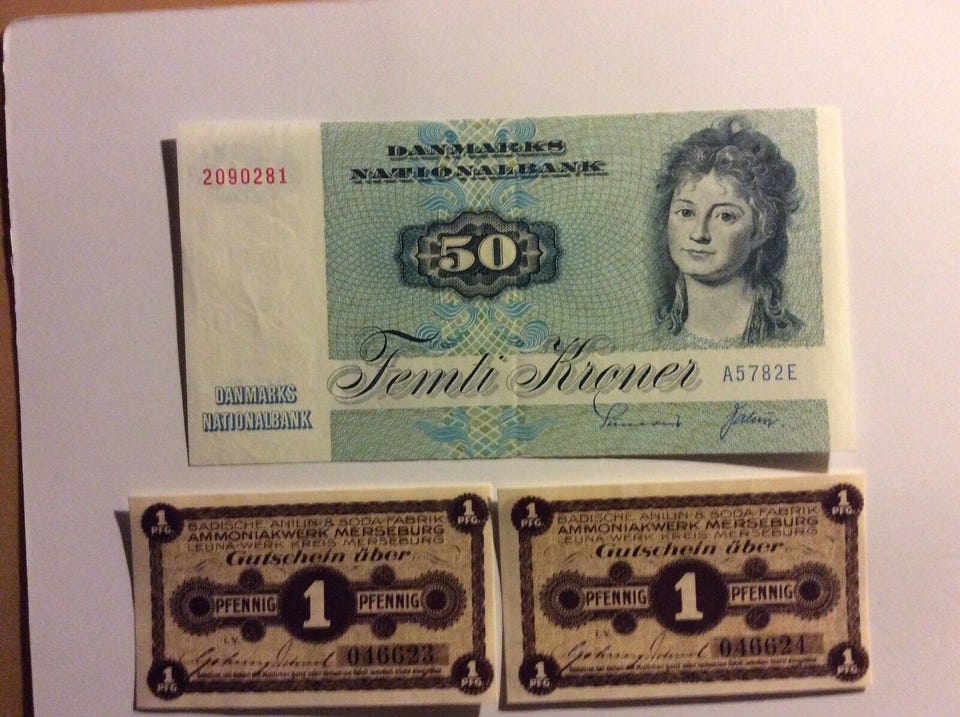 DANMARKS
NATIONALBANK
2090281
50
Femti Kroner
A5782E
DANMARKS
NATIONALBANK
1 PFG. 1 PFG.
BADISCHE ANILIN- & SODA-FABRIK
AMMONIAKWERK MERSEBURG
LEUNA-WERK KREIS MERSEBURG
Gutschein über
PFENNIG 1 PFENNIG
I.V.
046623
1 PFG. 1 PFG.
1 PFG. 1 PFG.
BADISCHE ANILIN- & SODA-FABRIK
AMMONIAKWERK MERSEBURG
LEUNA-WERK KREIS MERSEBURG
Gutschein über
PFENNIG 1 PFENNIG
I.V.
046624
1 PFG. 1 PFG.